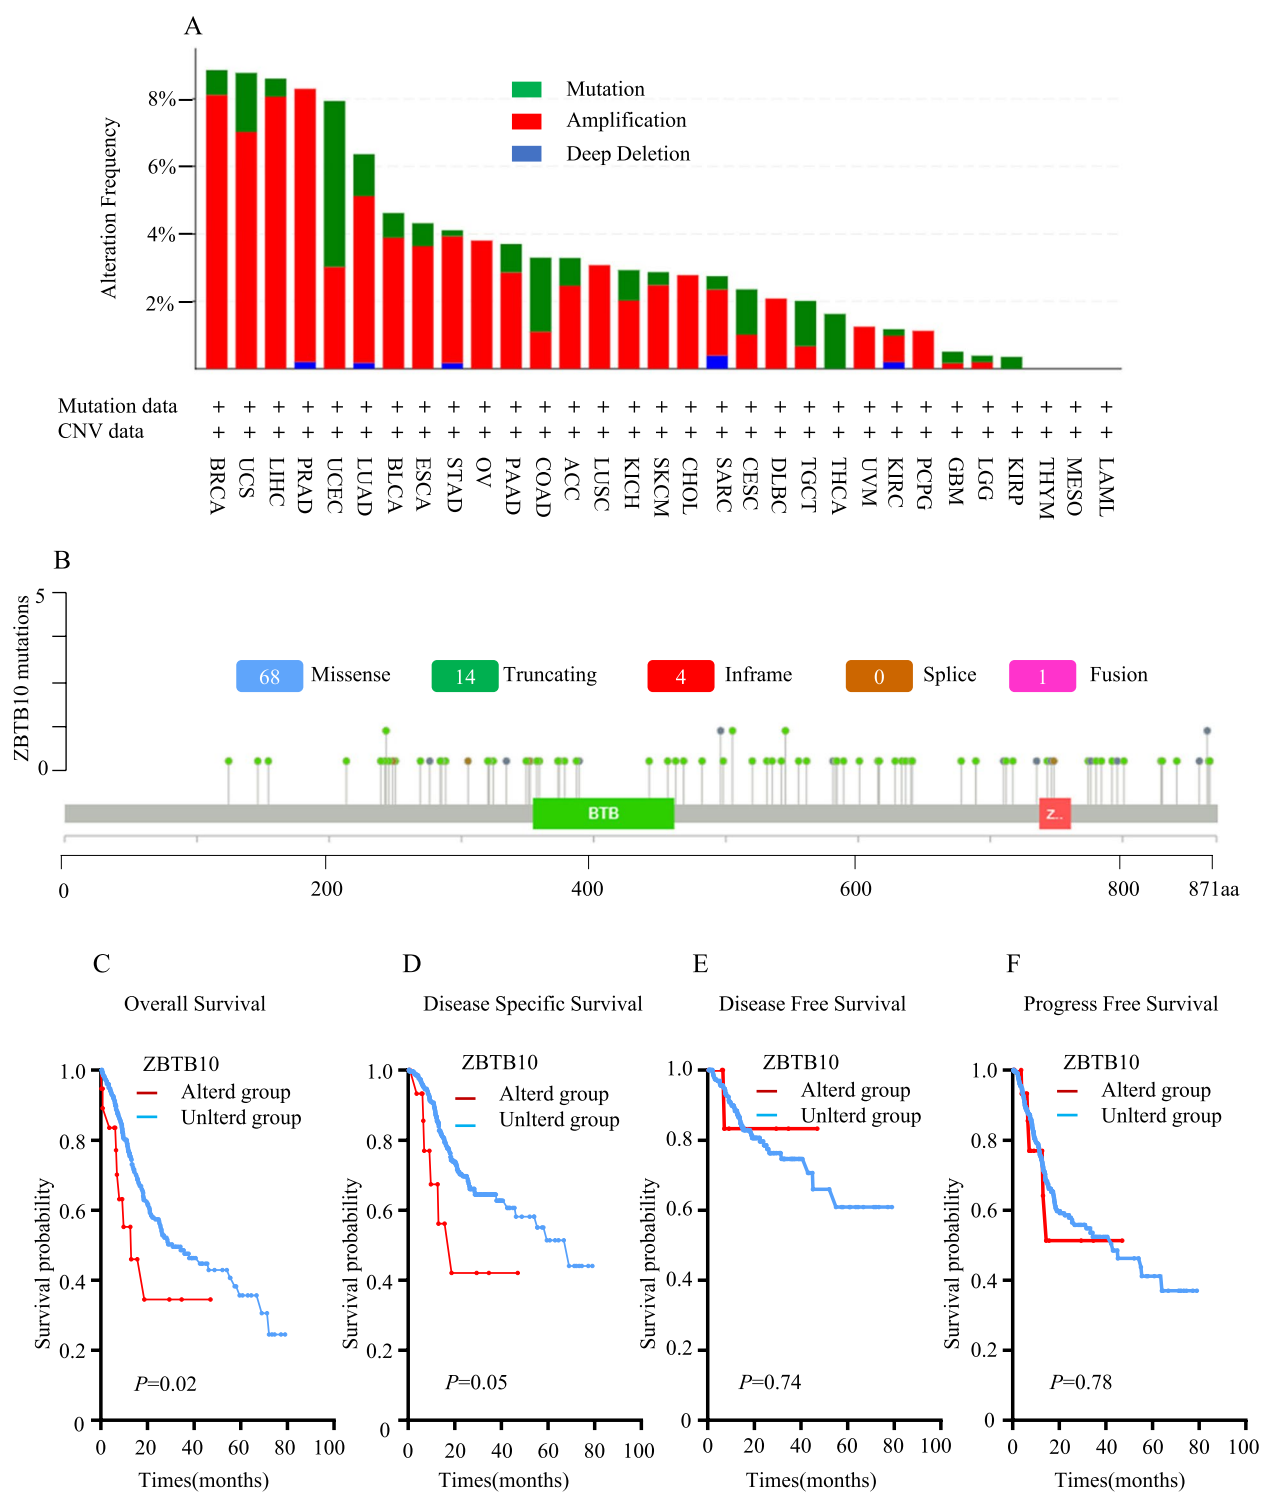 A
Alteration Frequency
8%
6%
4%
2%
Mutation
Amplification
Deep Deletion
Mutation data + + + + + + + + + + + + + + + + + + + + + + + + + + + + + + +
CNV data + + + + + + + + + + + + + + + + + + + + + + + + + + + + + + +
BRCA UCS LIHC PRAD UCEC LUAD BLCA ESCA STAD OV PAAD COAD ACC LUSC KICH SKCM CHOL SARC CESC DLBC TGCT THCA UVM KIRC PCPG GBM LGG KIRP THYM MESO LAML
B
ZBTB10 mutations
5
0
68 Missense 14 Truncating 4 Inframe 0 Splice 1 Fusion
BTB Z..
0 200 400 600 800 871aa
C
Overall Survival
ZBTB10
Alterd group
Unlterd group
Survival probability
1.0
0.8
0.6
0.4
0.2
0
P=0.02
0 20 40 60 80 100
Times(months)
D
Disease Specific Survival
ZBTB10
Alterd group
Unlterd group
Survival probability
1.0
0.8
0.6
0.4
0.2
0
P=0.05
0 20 40 60 80 100
Times(months)
E
Disease Free Survival
ZBTB10
Alterd group
Unlterd group
Survival probability
1.0
0.8
0.6
0.4
0.2
0
P=0.74
0 20 40 60 80 100
Times(months)
F
Progress Free Survival
ZBTB10
Alterd group
Unlterd group
Survival probability
1.0
0.8
0.6
0.4
0.2
0
P=0.78
0 20 40 60 80 100
Times(months)